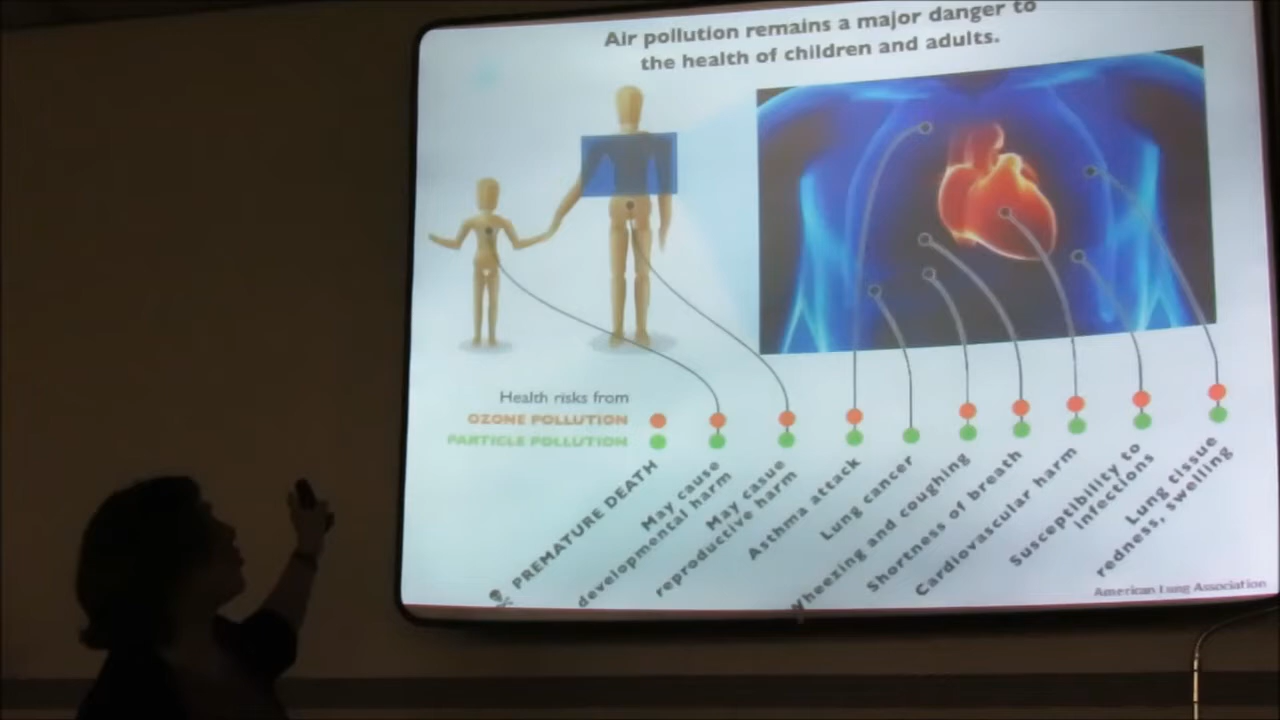 Air pollution remains a major danger to
the health of children and adults.
Health risks from
OZONE POLLUTION
PARTICLE POLLUTION
PREMATURE DEATH
May cause
developmental harm
May casue
reproductive harm
Asthma attack
Lung cancer
Wheezing and coughing
Shortness of breath
Cardiovascular harm
Susceptibility to
infections
Lung tissue
redness, swelling
American Lung Association